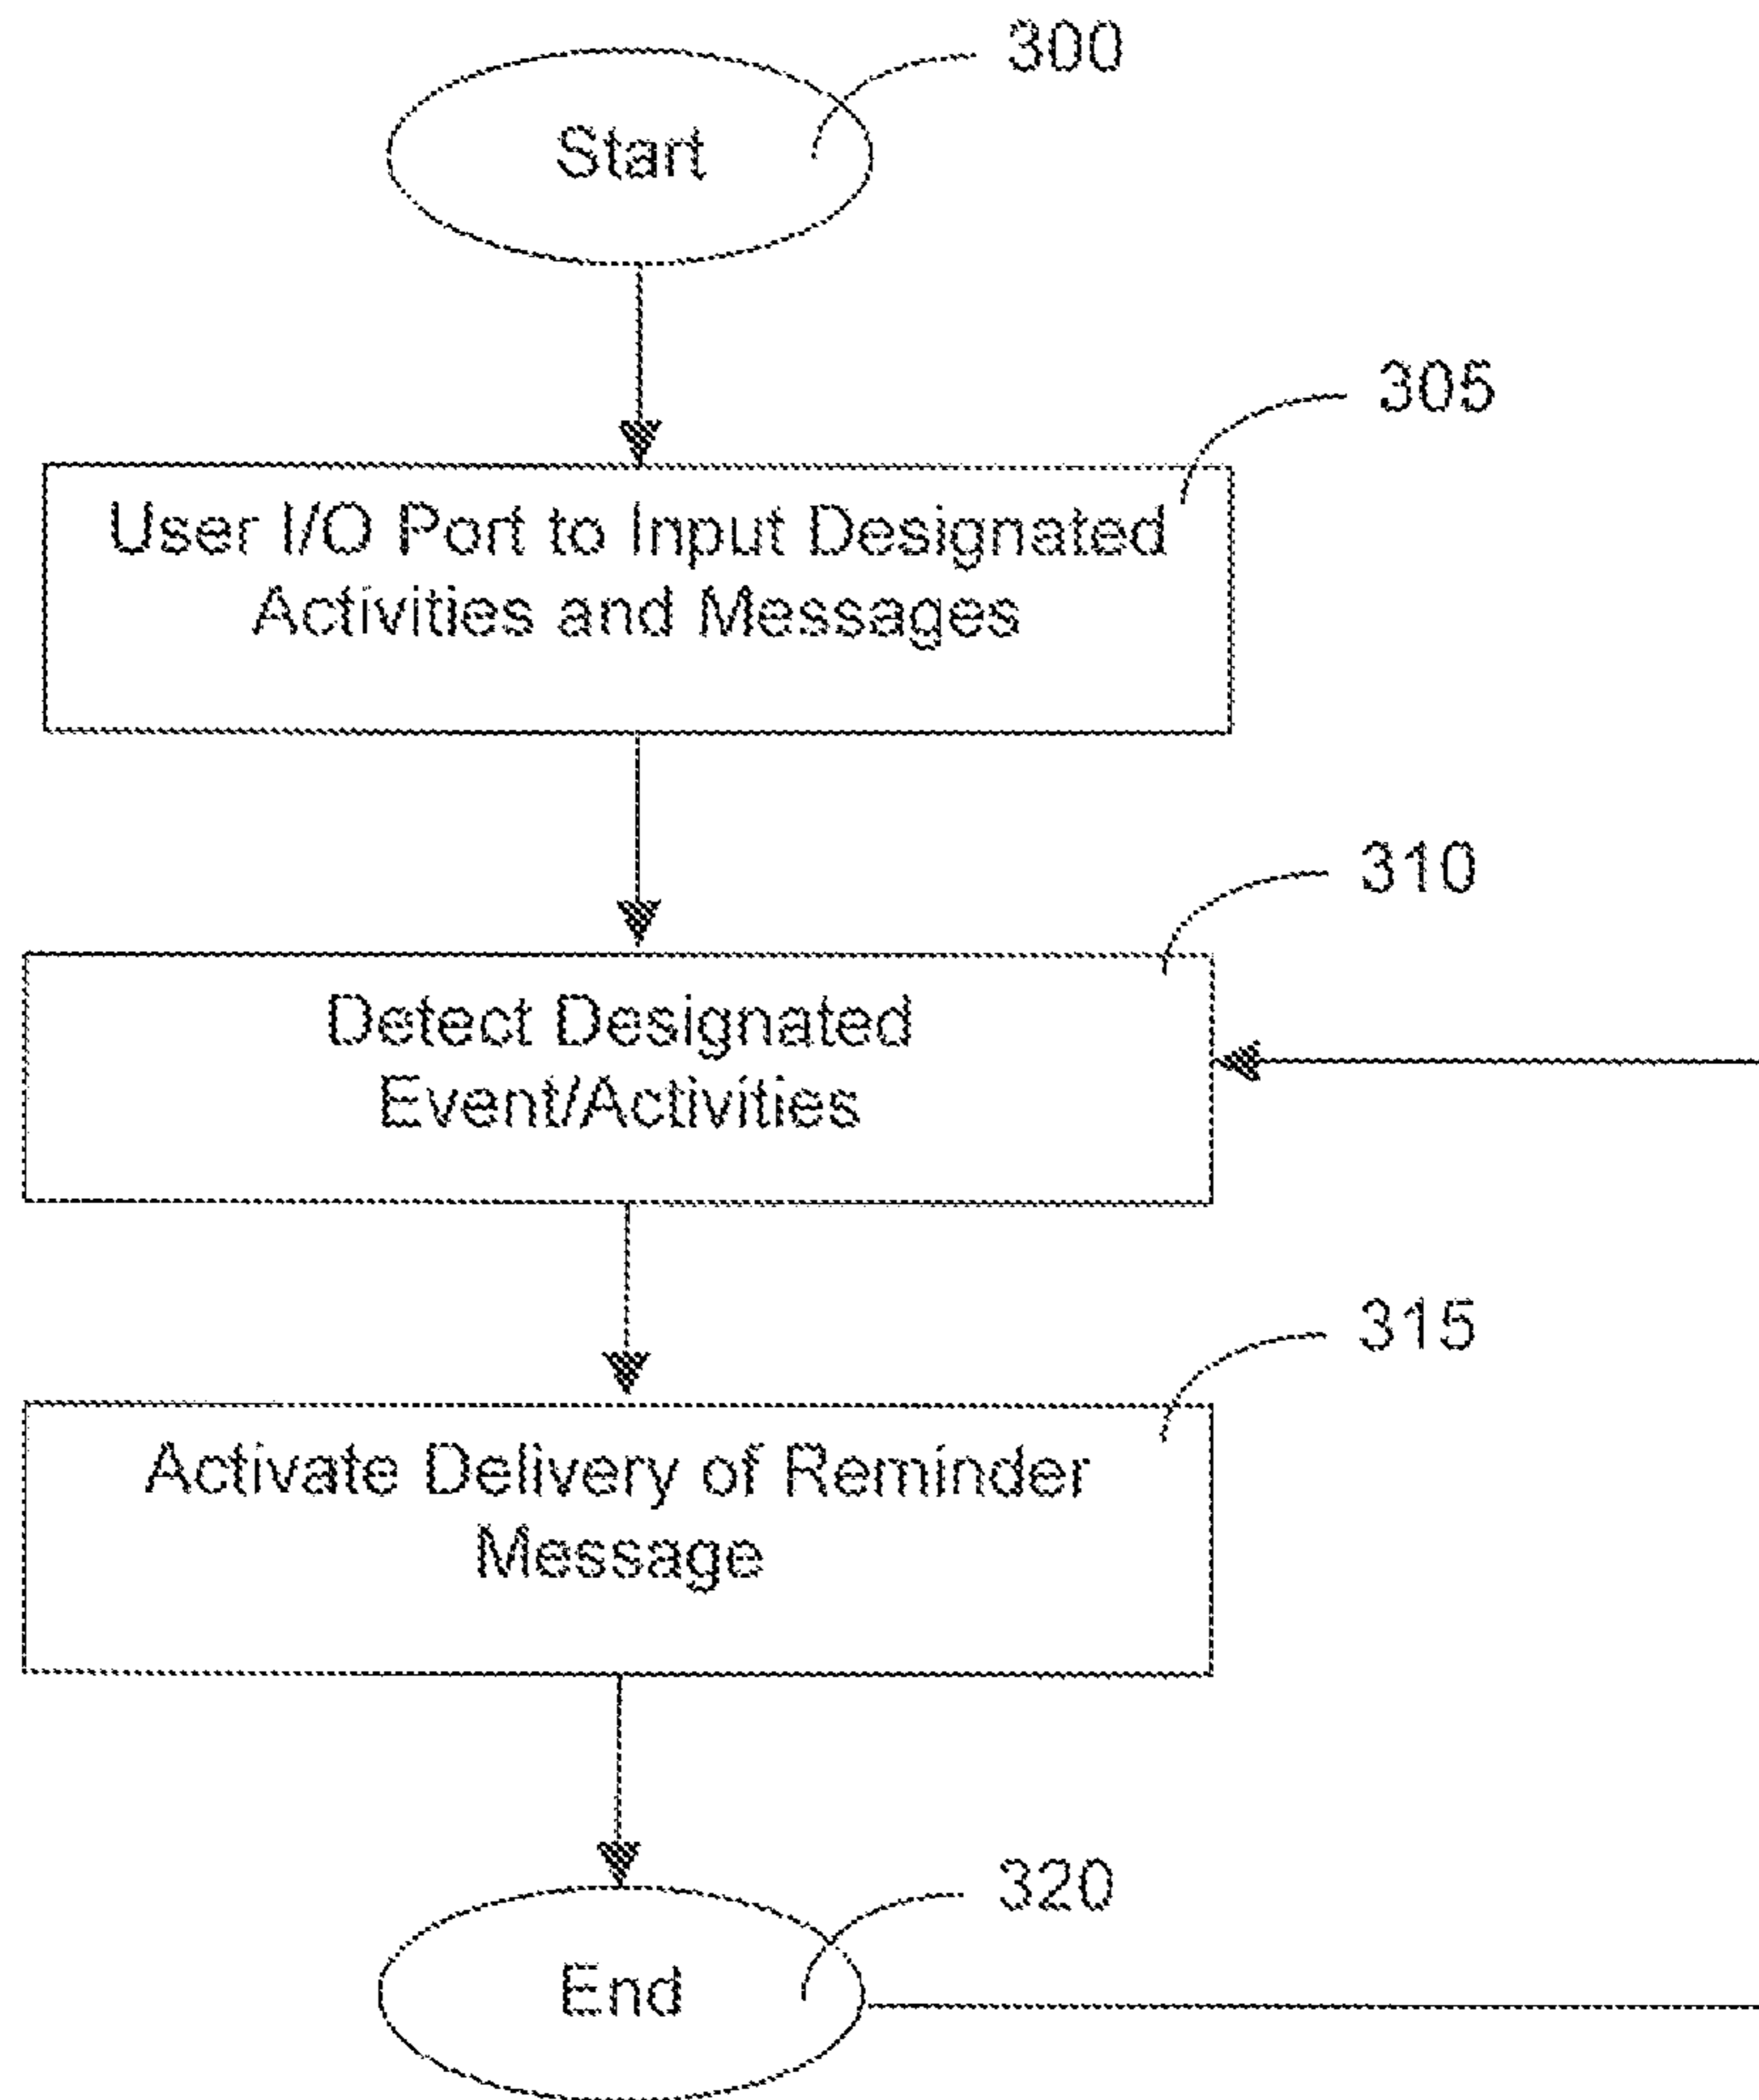 300
Start
305
User I/O Port to Input Designated
Activities and Messages
310
Detect Designated
Event/Activities
315
Activate Delivery of Reminder
Message
320
End